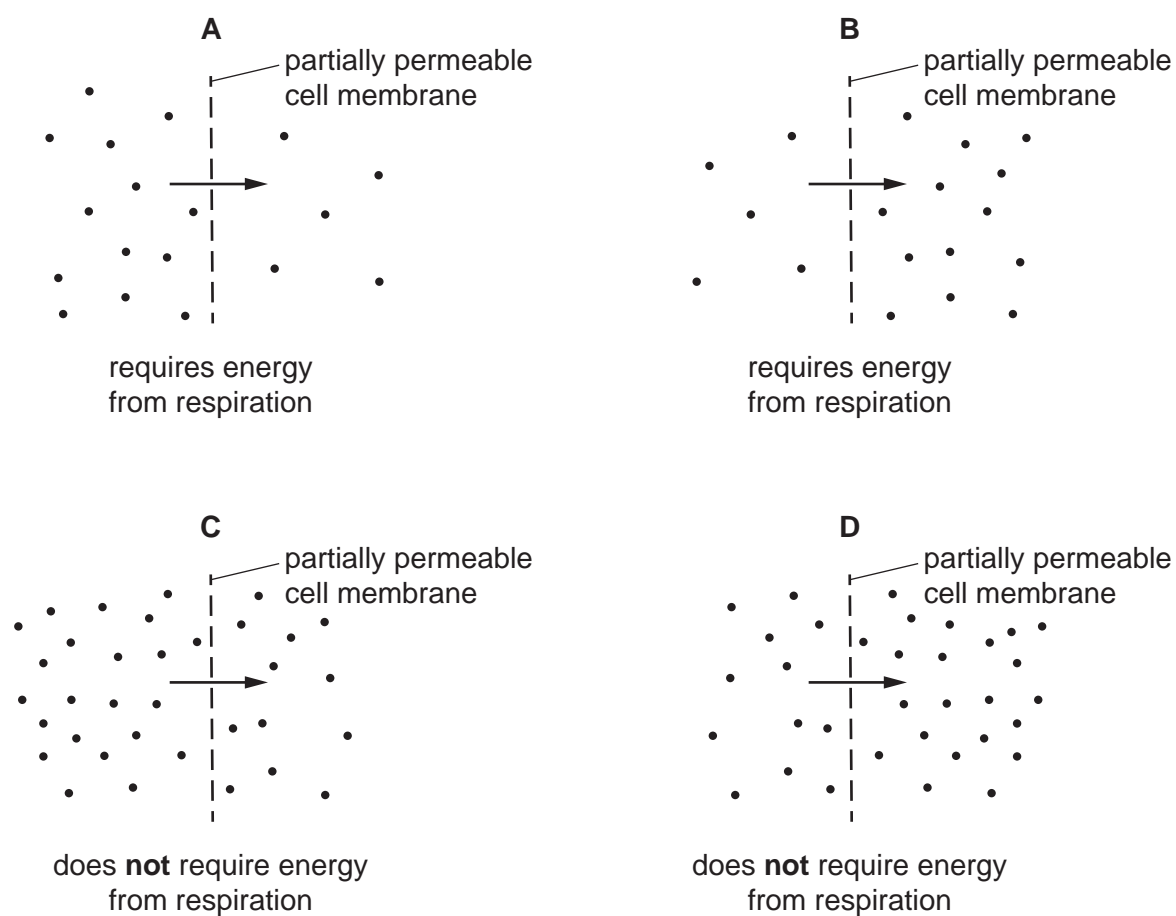 A
partially permeable
cell membrane
requires energy
from respiration
B
partially permeable
cell membrane
requires energy
from respiration
C
partially permeable
cell membrane
does not require energy
from respiration
D
partially permeable
cell membrane
does not require energy
from respiration